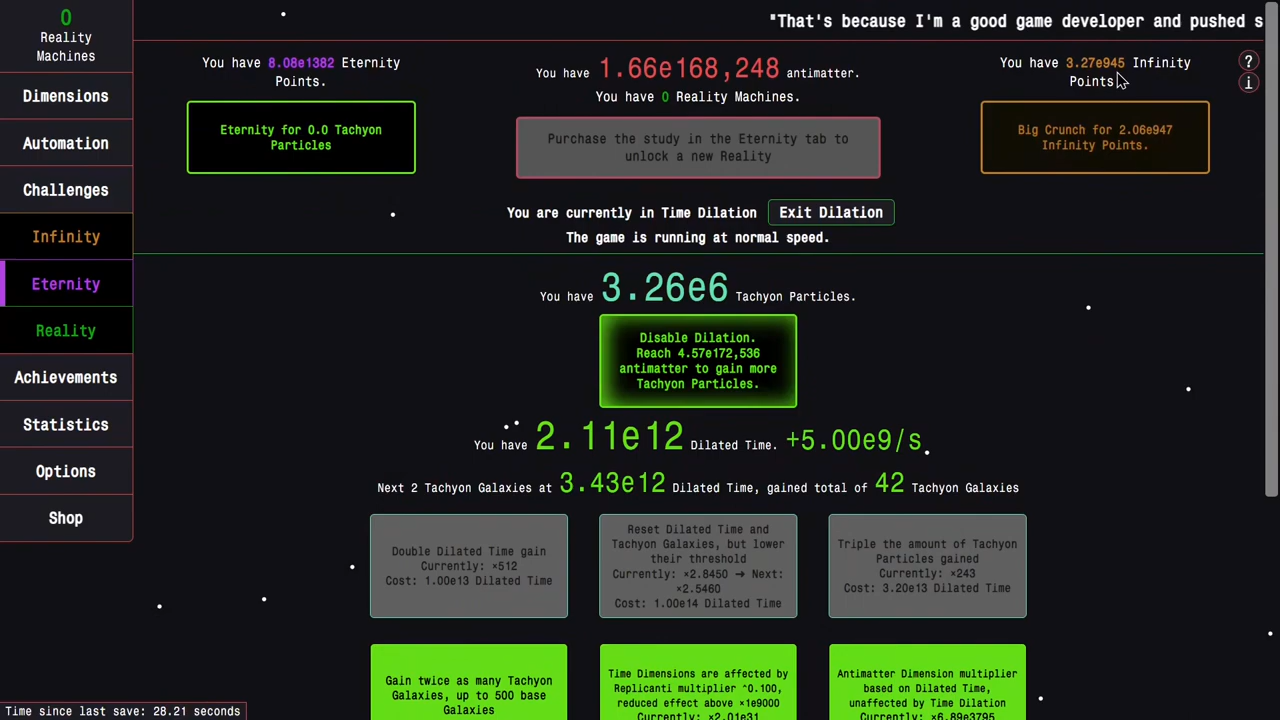 0
Reality
Machines
Dimensions
Automation
Challenges
Infinity
Eternity
Reality
Achievements
Statistics
Options
Shop
"That's because I'm a good game developer and pushed s
You have 8.08e1382 Eternity
Points.
Eternity for 0.0 Tachyon
Particles
You have 1.66e168,248 antimatter.
You have 0 Reality Machines.
Purchase the study in the Eternity tab to
unlock a new Reality
You have 3.27e945 Infinity
Points.
Big Crunch for 2.06e947
Infinity Points.
?
i
You are currently in Time Dilation Exit Dilation
The game is running at normal speed.
You have 3.26e6 Tachyon Particles.
Disable Dilation.
Reach 4.57e172,536
antimatter to gain more
Tachyon Particles.
You have 2.11e12 Dilated Time. +5.00e9/s
Next 2 Tachyon Galaxies at 3.43e12 Dilated Time, gained total of 42 Tachyon Galaxies
Double Dilated Time gain
Currently: ×512
Cost: 1.00e13 Dilated Time
Reset Dilated Time and
Tachyon Galaxies, but lower
their threshold
Currently: ×2.8450 → Next:
×2.5460
Cost: 1.00e14 Dilated Time
Triple the amount of Tachyon
Particles gained
Currently: ×243
Cost: 3.20e13 Dilated Time
Gain twice as many Tachyon
Galaxies, up to 500 base
Galaxies
Time Dimensions are affected by
Replicanti multiplier ^0.100,
reduced effect above ×1e9000
Currently: ×2.01e31
Antimatter Dimension multiplier
based on Dilated Time,
unaffected by Time Dilation
Currently: ×6.89e3795
Time since last save: 28.21 seconds